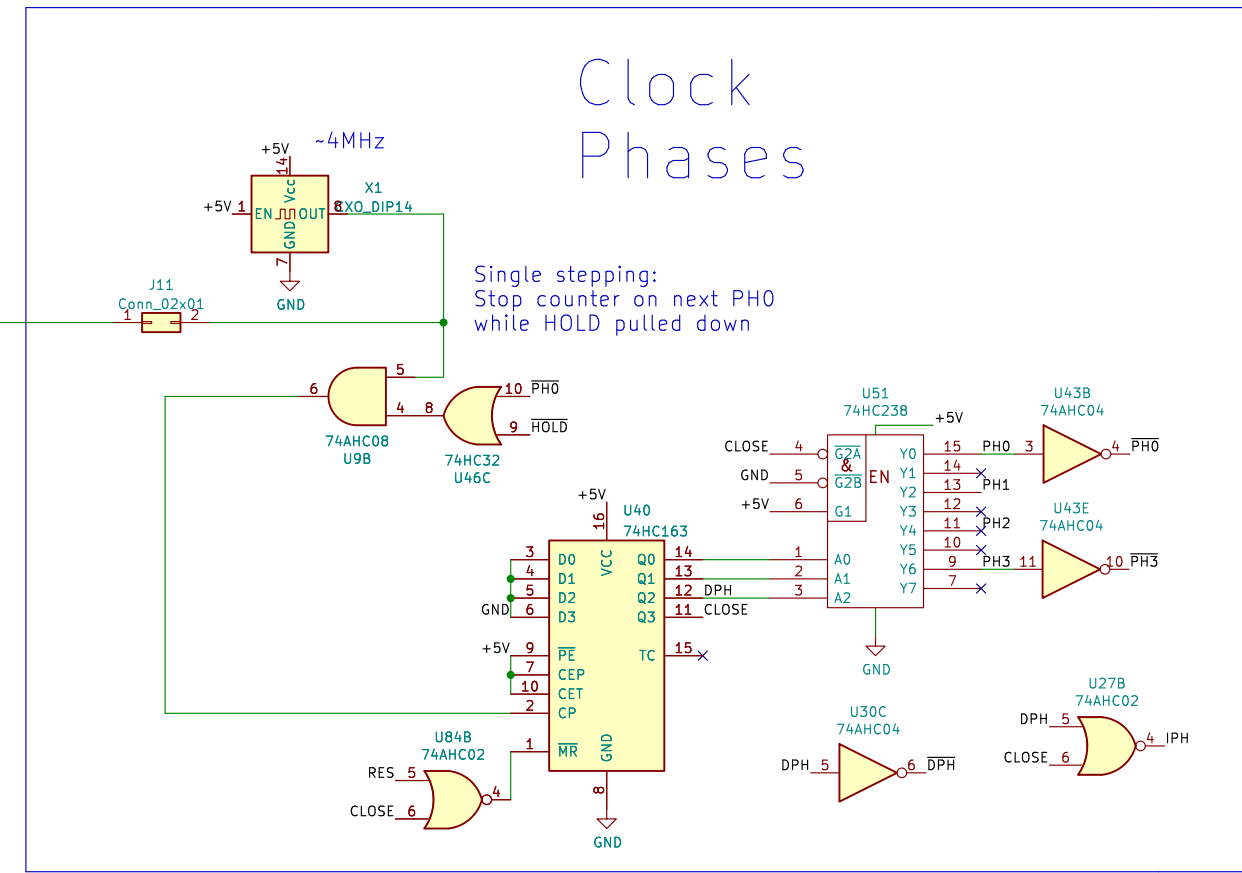 Clock
Phases
~4MHz
+5V
14
Vcc
X1
CXO_DIP14
+5V 1 EN OUT 8
GND
7
GND
J11
Conn_02x01
1 2
Single stepping:
Stop counter on next PH0
while HOLD pulled down
6 5
4
74AHC08
U9B
8 10 PH0
9 HOLD
74HC32
U46C
U51
74HC238
+5V
CLOSE 4 G2A
&
GND 5 G2B
EN
+5V 6 G1
1 A0
2 A1
3 A2
Y0 15 PH0
Y1 14
Y2 13 PH1
Y3 12
Y4 11 PH2
Y5 10
Y6 9 PH3
Y7 7
GND
U43B
74AHC04
3 4 PH0
U43E
74AHC04
11 10 PH3
+5V
16
VCC
U40
74HC163
3 D0 Q0 14
4 D1 Q1 13
5 D2 Q2 12 DPH
GND 6 D3 Q3 11 CLOSE
+5V 9 PE TC 15
7 CEP
10 CET
2 CP
1 MR
GND
8
GND
U84B
74AHC02
RES 5
4
CLOSE 6
U30C
74AHC04
DPH 5 6 DPH
U27B
74AHC02
DPH 5
4 IPH
CLOSE 6